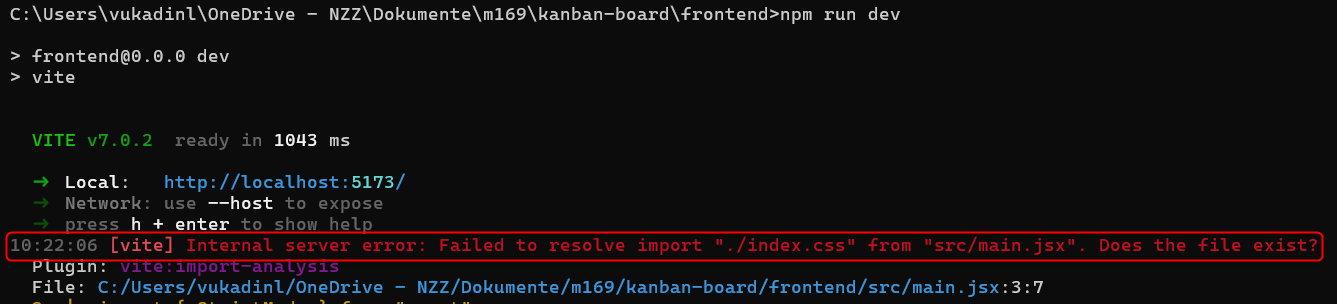 C:\Users\vukadinl\OneDrive - NZZ\Dokumente\m169\kanban-board\frontend>npm run dev
> frontend@0.0.0 dev
> vite
VITE v7.0.2 ready in 1043 ms
➜ Local: http://localhost:5173/
➜ Network: use --host to expose
➜ press h + enter to show help
10:22:06 [vite] Internal server error: Failed to resolve import "./index.css" from "src/main.jsx". Does the file exist?
Plugin: vite:import-analysis
File: C:/Users/vukadinl/OneDrive - NZZ/Dokumente/m169/kanban-board/frontend/src/main.jsx:3:7